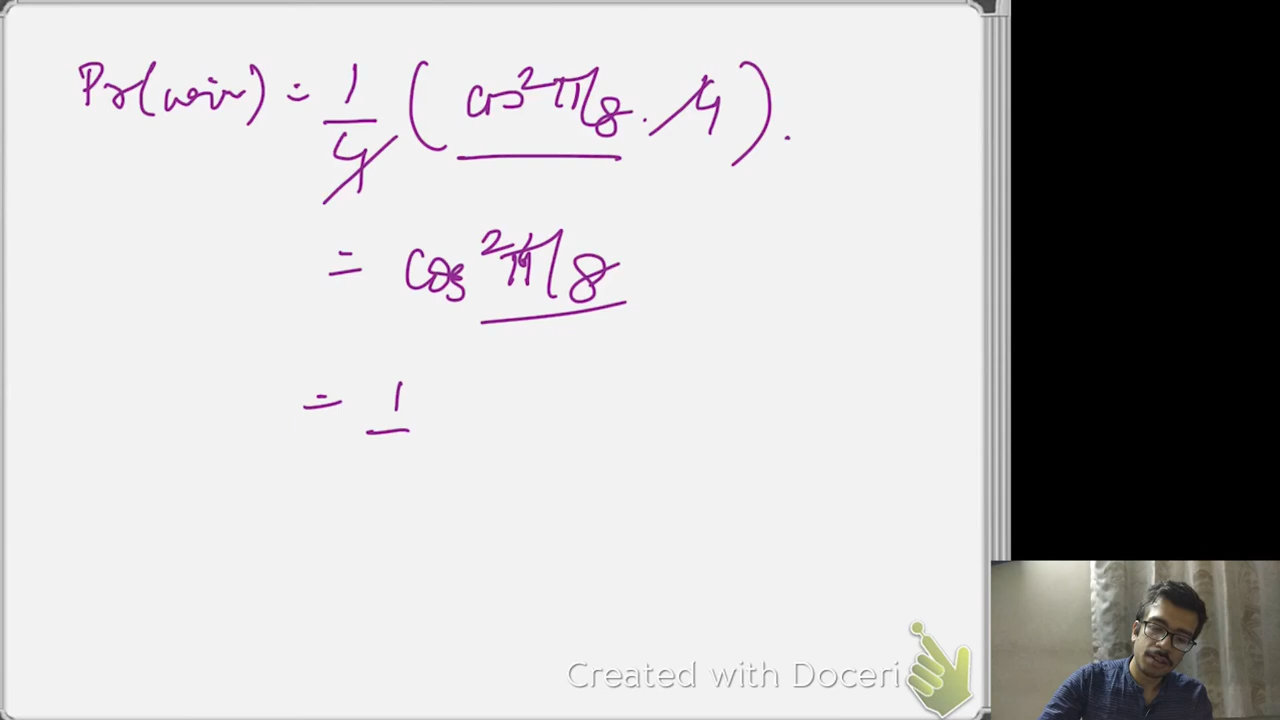 Pr(win) = 1/4 ( cos²π/8 . 4 ).
= cos²π/8
= 1
Created with Doceri